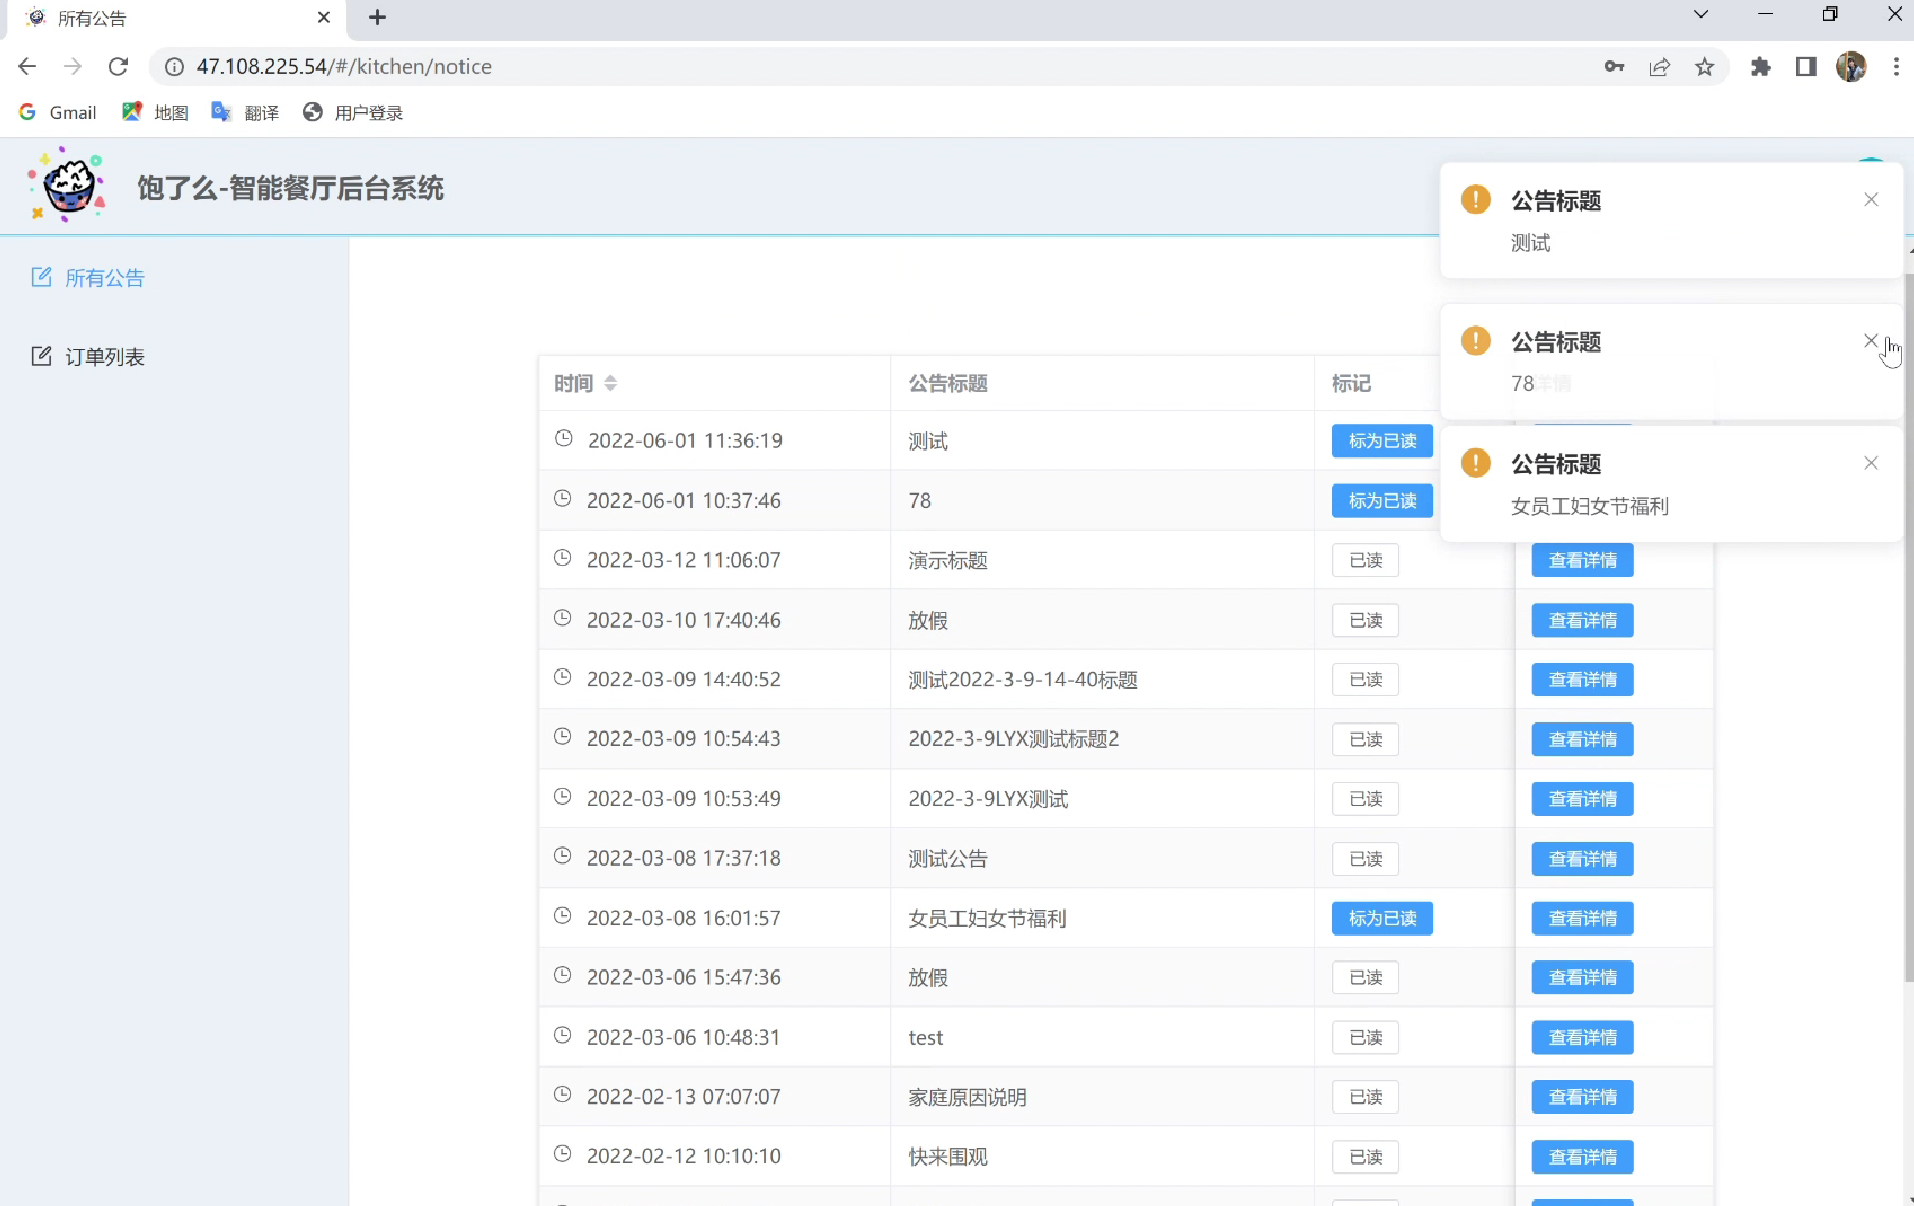 所有公告
47.108.225.54/#/kitchen/notice
Gmail 地图 翻译 用户登录
饱了么-智能餐厅后台系统
所有公告
订单列表
公告标题
测试
公告标题
78详情
公告标题
女员工妇女节福利
时间 公告标题 标记
2022-06-01 11:36:19 测试 标为已读
2022-06-01 10:37:46 78 标为已读
2022-03-12 11:06:07 演示标题 已读 查看详情
2022-03-10 17:40:46 放假 已读 查看详情
2022-03-09 14:40:52 测试2022-3-9-14-40标题 已读 查看详情
2022-03-09 10:54:43 2022-3-9LYX测试标题2 已读 查看详情
2022-03-09 10:53:49 2022-3-9LYX测试 已读 查看详情
2022-03-08 17:37:18 测试公告 已读 查看详情
2022-03-08 16:01:57 女员工妇女节福利 标为已读 查看详情
2022-03-06 15:47:36 放假 已读 查看详情
2022-03-06 10:48:31 test 已读 查看详情
2022-02-13 07:07:07 家庭原因说明 已读 查看详情
2022-02-12 10:10:10 快来围观 已读 查看详情